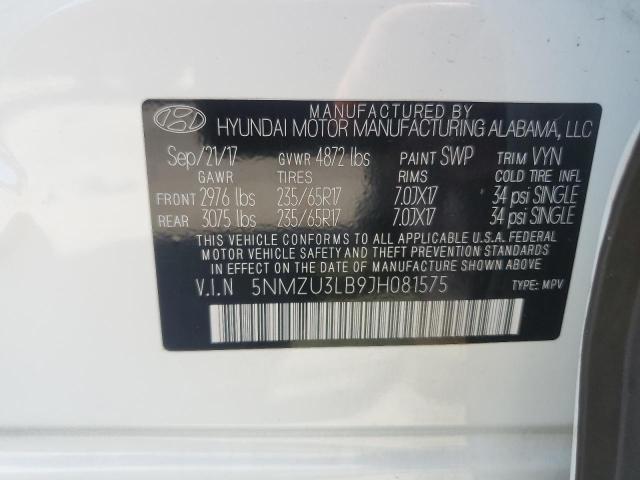 MANUFACTURED BY
HYUNDAI MOTOR MANUFACTURING ALABAMA, LLC
Sep/21/17 GVWR 4872 lbs PAINT SWP TRIM VYN
GAWR TIRES RIMS COLD TIRE INFL
FRONT 2976 lbs 235/65R17 7.0JX17 34 psi SINGLE
REAR 3075 lbs 235/65R17 7.0JX17 34 psi SINGLE
THIS VEHICLE CONFORMS TO ALL APPLICABLE U.S.A. FEDERAL
MOTOR VEHICLE SAFETY AND THEFT PREVENTION STANDARDS
IN EFFECT ON THE DATE OF MANUFACTURE SHOWN ABOVE.
V.I.N 5NMZU3LB9JH081575 TYPE: MPV